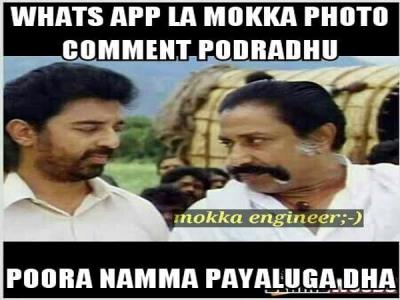 WHATS APP LA MOKKA PHOTO
COMMENT PODRADHU
mokka engineer;-)
POORA NAMMA PAYALUGA DHA